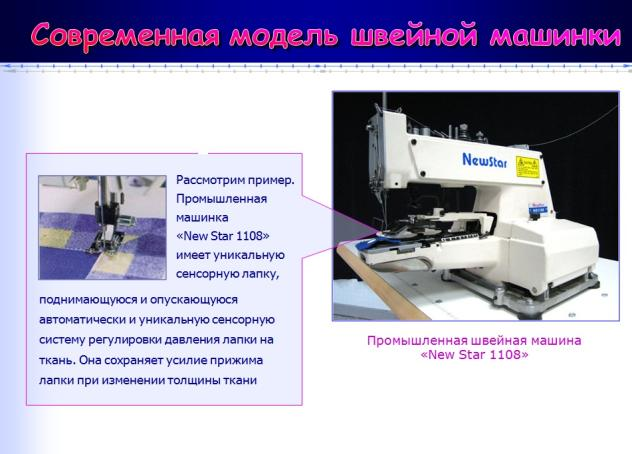 Современная модель швейной машинки
Рассмотрим пример.
Промышленная
машинка
«New Star 1108»
имеет уникальную
сенсорную лапку,
поднимающуюся и опускающуюся
автоматически и уникальную сенсорную
систему регулировки давления лапки на
ткань. Она сохраняет усилие прижима
лапки при изменении толщины ткани
NewStar
Промышленная швейная машина
«New Star 1108»